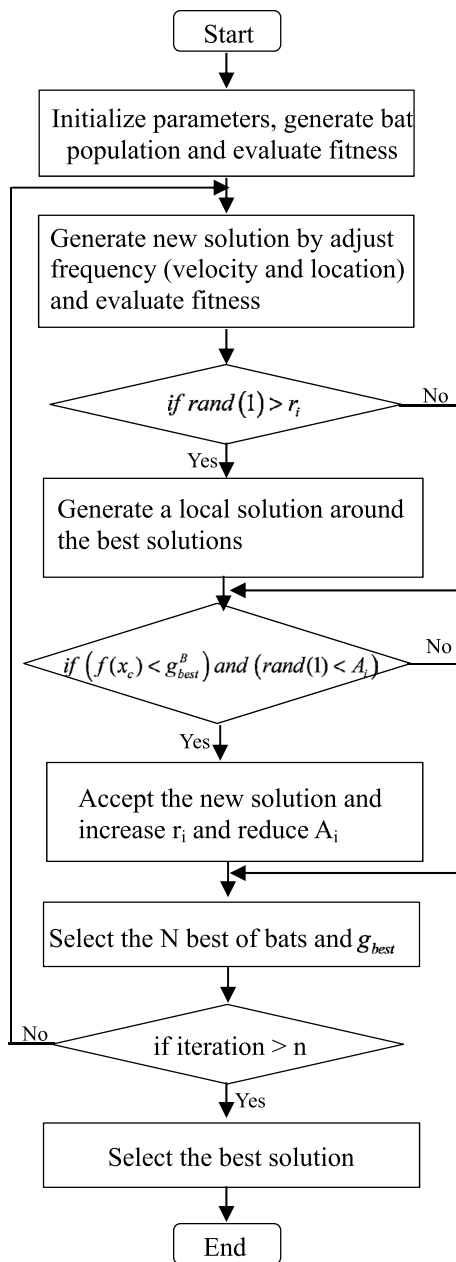 Start
Initialize parameters, generate bat
population and evaluate fitness
Generate new solution by adjust
frequency (velocity and location)
and evaluate fitness
if rand (1) > r_i
No
Yes
Generate a local solution around
the best solutions
if (f(x_c) < g_best^B) and (rand(1) < A_i)
No
Yes
Accept the new solution and
increase r_i and reduce A_i
Select the N best of bats and g_best
if iteration > n
No
Yes
Select the best solution
End